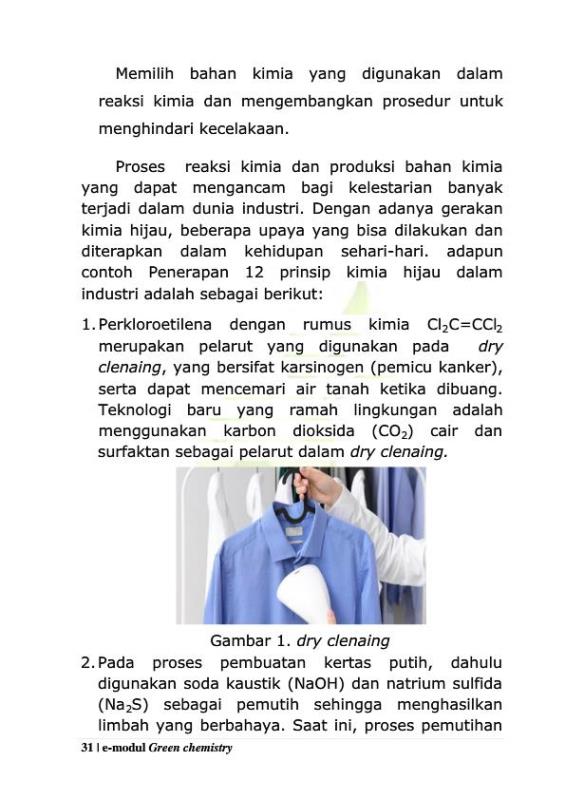 Memilih bahan kimia yang digunakan dalam
reaksi kimia dan mengembangkan prosedur untuk
menghindari kecelakaan.
Proses reaksi kimia dan produksi bahan kimia
yang dapat mengancam bagi kelestarian banyak
terjadi dalam dunia industri. Dengan adanya gerakan
kimia hijau, beberapa upaya yang bisa dilakukan dan
diterapkan dalam kehidupan sehari-hari. adapun
contoh Penerapan 12 prinsip kimia hijau dalam
industri adalah sebagai berikut:
1. Perkloroetilena dengan rumus kimia Cl₂C=CCl₂
merupakan pelarut yang digunakan pada dry
clenaing, yang bersifat karsinogen (pemicu kanker),
serta dapat mencemari air tanah ketika dibuang.
Teknologi baru yang ramah lingkungan adalah
menggunakan karbon dioksida (CO₂) cair dan
surfaktan sebagai pelarut dalam dry clenaing.
Gambar 1. dry clenaing
2. Pada proses pembuatan kertas putih, dahulu
digunakan soda kaustik (NaOH) dan natrium sulfida
(Na₂S) sebagai pemutih sehingga menghasilkan
limbah yang berbahaya. Saat ini, proses pemutihan
31 | e-modul Green chemistry